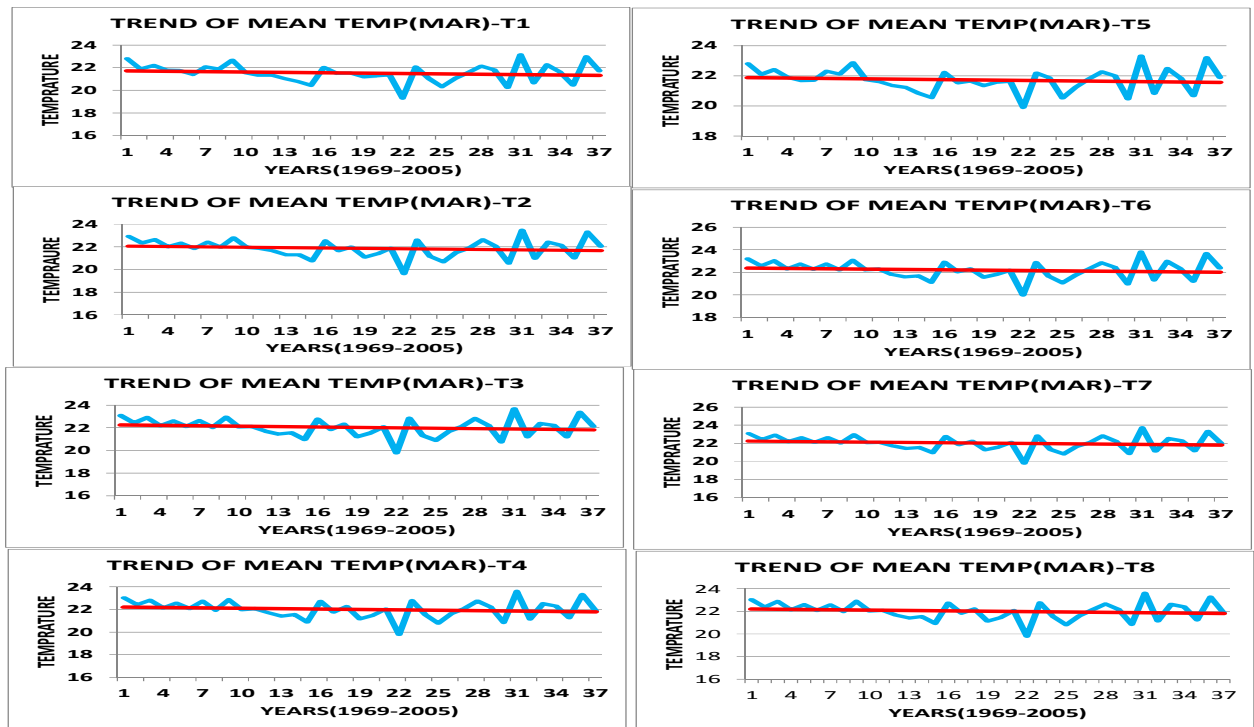 TREND OF MEAN TEMP(MAR)-T1
TEMPRATURE
24
22
20
18
16
1 4 7 10 13 16 19 22 25 28 31 34 37
YEARS(1969-2005)
TREND OF MEAN TEMP(MAR)-T2
TEMPRAURE
24
22
20
18
16
1 4 7 10 13 16 19 22 25 28 31 34 37
YEARS(1969-2005)
TREND OF MEAN TEMP(MAR)-T3
TEMPRATURE
24
22
20
18
16
1 4 7 10 13 16 19 22 25 28 31 34 37
YEARS(1969-2005)
TREND OF MEAN TEMP(MAR)-T4
TEMPRATURE
24
22
20
18
16
1 4 7 10 13 16 19 22 25 28 31 34 37
YEARS(1969-2005)
TREND OF MEAN TEMP(MAR)-T5
TEMPRATURE
24
22
20
18
1 4 7 10 13 16 19 22 25 28 31 34 37
YEARS(1969-2005)
TREND OF MEAN TEMP(MAR)-T6
TEMPRATURE
26
24
22
20
18
1 4 7 10 13 16 19 22 25 28 31 34 37
YEARS(1969-2005)
TREND OF MEAN TEMP(MAR)-T7
TEMPRATURE
26
24
22
20
18
16
1 4 7 10 13 16 19 22 25 28 31 34 37
YEARS(1969-2005)
TREND OF MEAN TEMP(MAR)-T8
TEMPRATURE
24
22
20
18
16
1 4 7 10 13 16 19 22 25 28 31 34 37
YEARS(1969-2005)